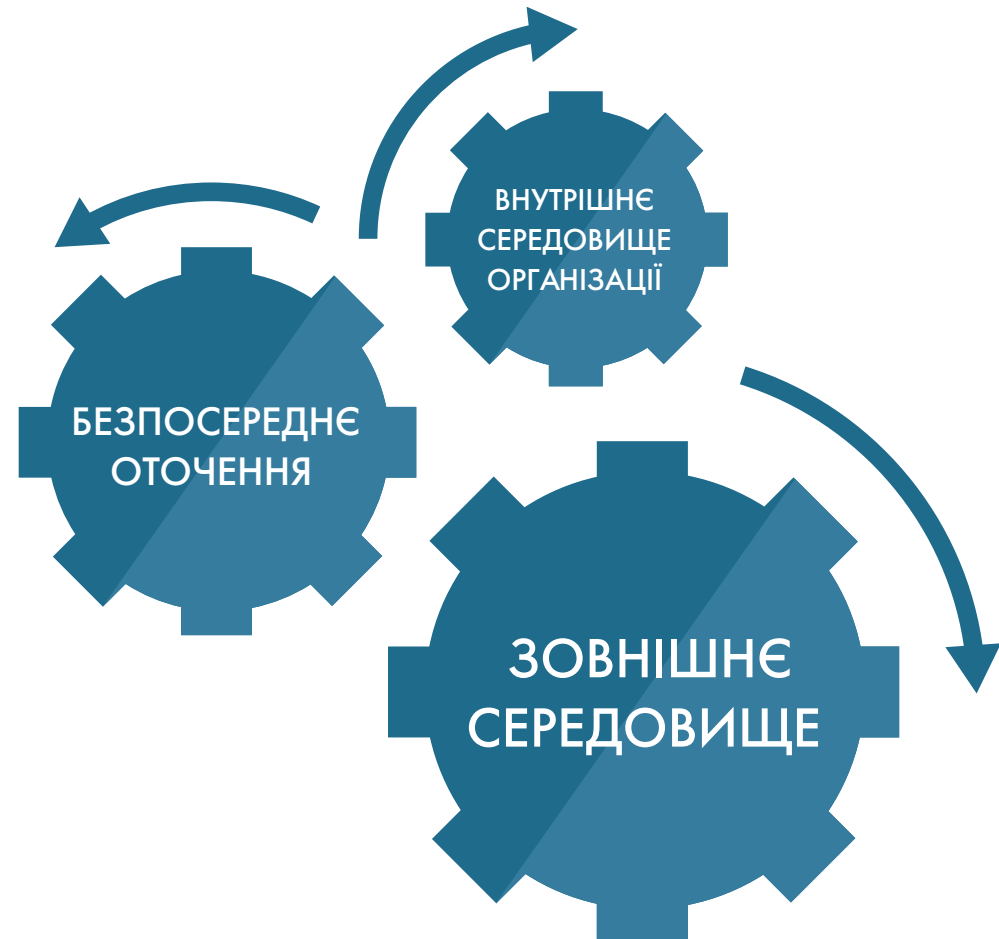 ВНУТРІШНЄ
СЕРЕДОВИЩЕ
ОРГАНІЗАЦІЇ
БЕЗПОСЕРЕДНЄ
ОТОЧЕННЯ
ЗОВНІШНЄ
СЕРЕДОВИЩЕ